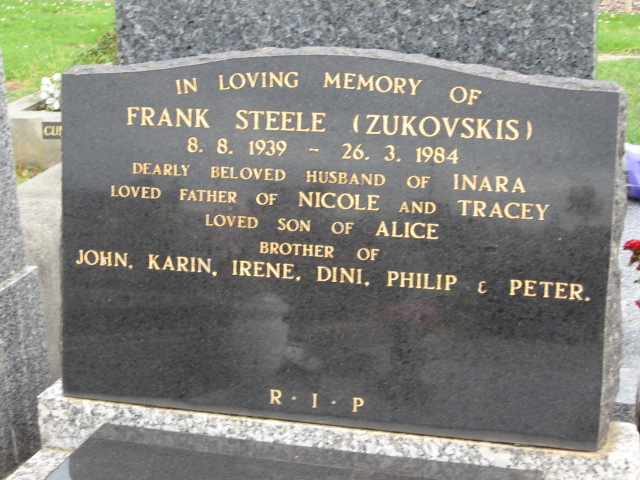 IN LOVING MEMORY OF
FRANK STEELE (ZUKOVSKIS)
8. 8. 1939 ~ 26. 3. 1984
DEARLY BELOVED HUSBAND OF INARA
LOVED FATHER OF NICOLE AND TRACEY
LOVED SON OF ALICE
BROTHER OF
JOHN, KARIN, IRENE, DINI, PHILIP & PETER.
R · I · P